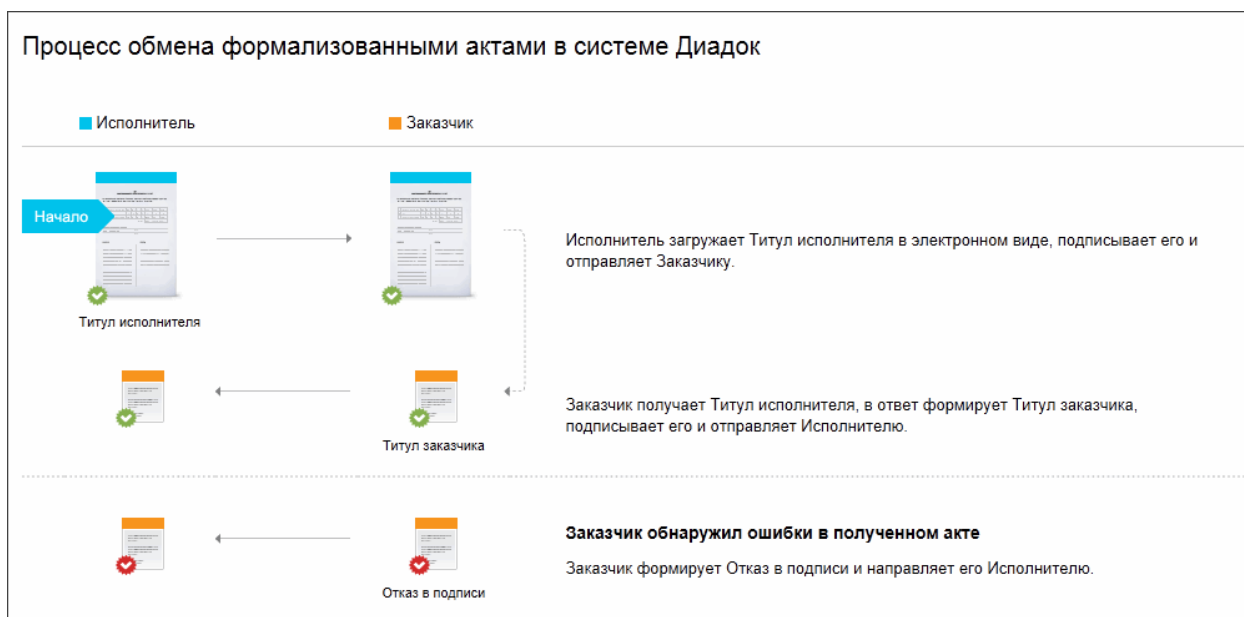 Процесс обмена формализованными актами в системе Диадок
Исполнитель
Заказчик
Начало
Титул исполнителя
Исполнитель загружает Титул исполнителя в электронном виде, подписывает его и
отправляет Заказчику.
Титул заказчика
Заказчик получает Титул исполнителя, в ответ формирует Титул заказчика,
подписывает его и отправляет Исполнителю.
Отказ в подписи
Заказчик обнаружил ошибки в полученном акте
Заказчик формирует Отказ в подписи и направляет его Исполнителю.